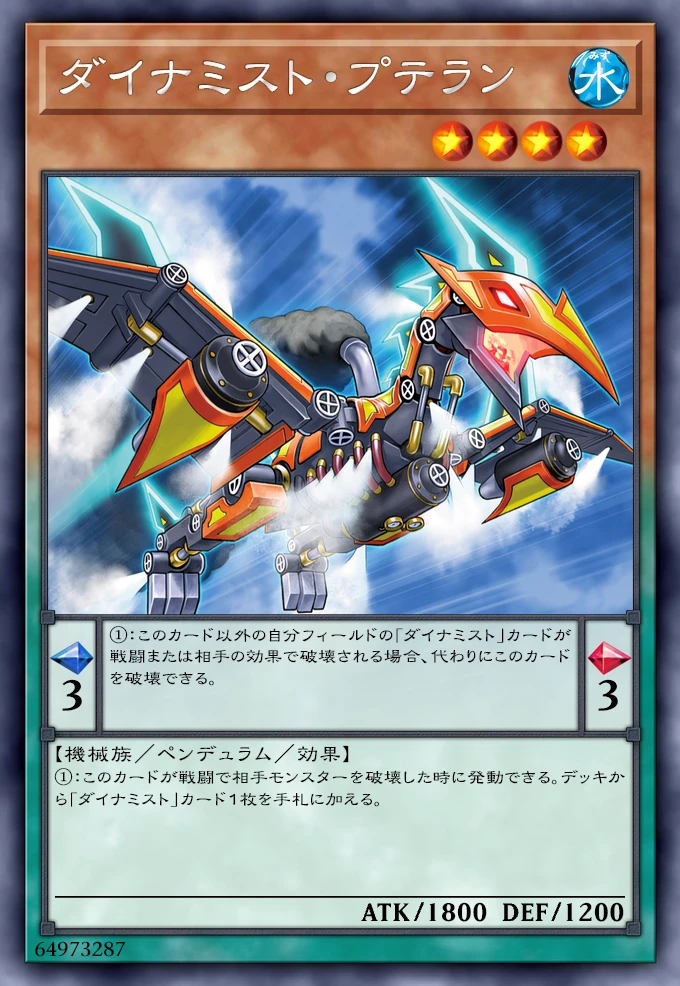 ダイナミスト・プテラン
みず
水
①：このカード以外の自分フィールドの「ダイナミスト」カードが
戦闘または相手の効果で破壊される場合、代わりにこのカード
を破壊できる。
3
3
【機械族／ペンデュラム／効果】
①：このカードが戦闘で相手モンスターを破壊した時に発動できる。デッキか
ら「ダイナミスト」カード１枚を手札に加える。
ATK/1800 DEF/1200
64973287